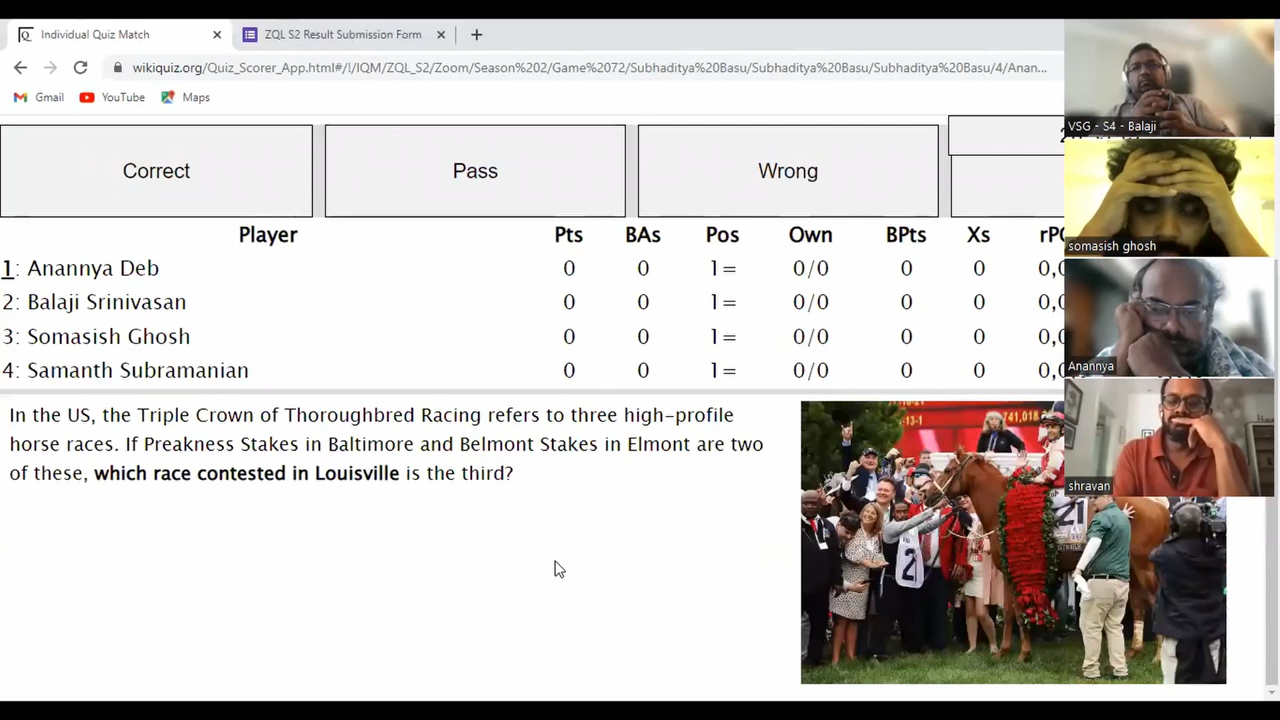 Individual Quiz Match
ZQL S2 Result Submission Form
wikiquiz.org/Quiz_Scorer_App.html#/I/IQM/ZQL_S2/Zoom/Season%202/Game%2072/Subhaditya%20Basu/Subhaditya%20Basu/Subhaditya%20Basu/4/Anan...
Gmail YouTube Maps
Correct Pass Wrong
Player Pts BAs Pos Own BPts Xs
1: Anannya Deb 0 0 1= 0/0 0 0
2: Balaji Srinivasan 0 0 1= 0/0 0 0
3: Somasish Ghosh 0 0 1= 0/0 0 0
4: Samanth Subramanian 0 0 1= 0/0 0 0
In the US, the Triple Crown of Thoroughbred Racing refers to three high-profile
horse races. If Preakness Stakes in Baltimore and Belmont Stakes in Elmont are two
of these, which race contested in Louisville is the third?
741,018
21
2
VSG - S4 - Balaji
somasish ghosh
Anannya
shravan